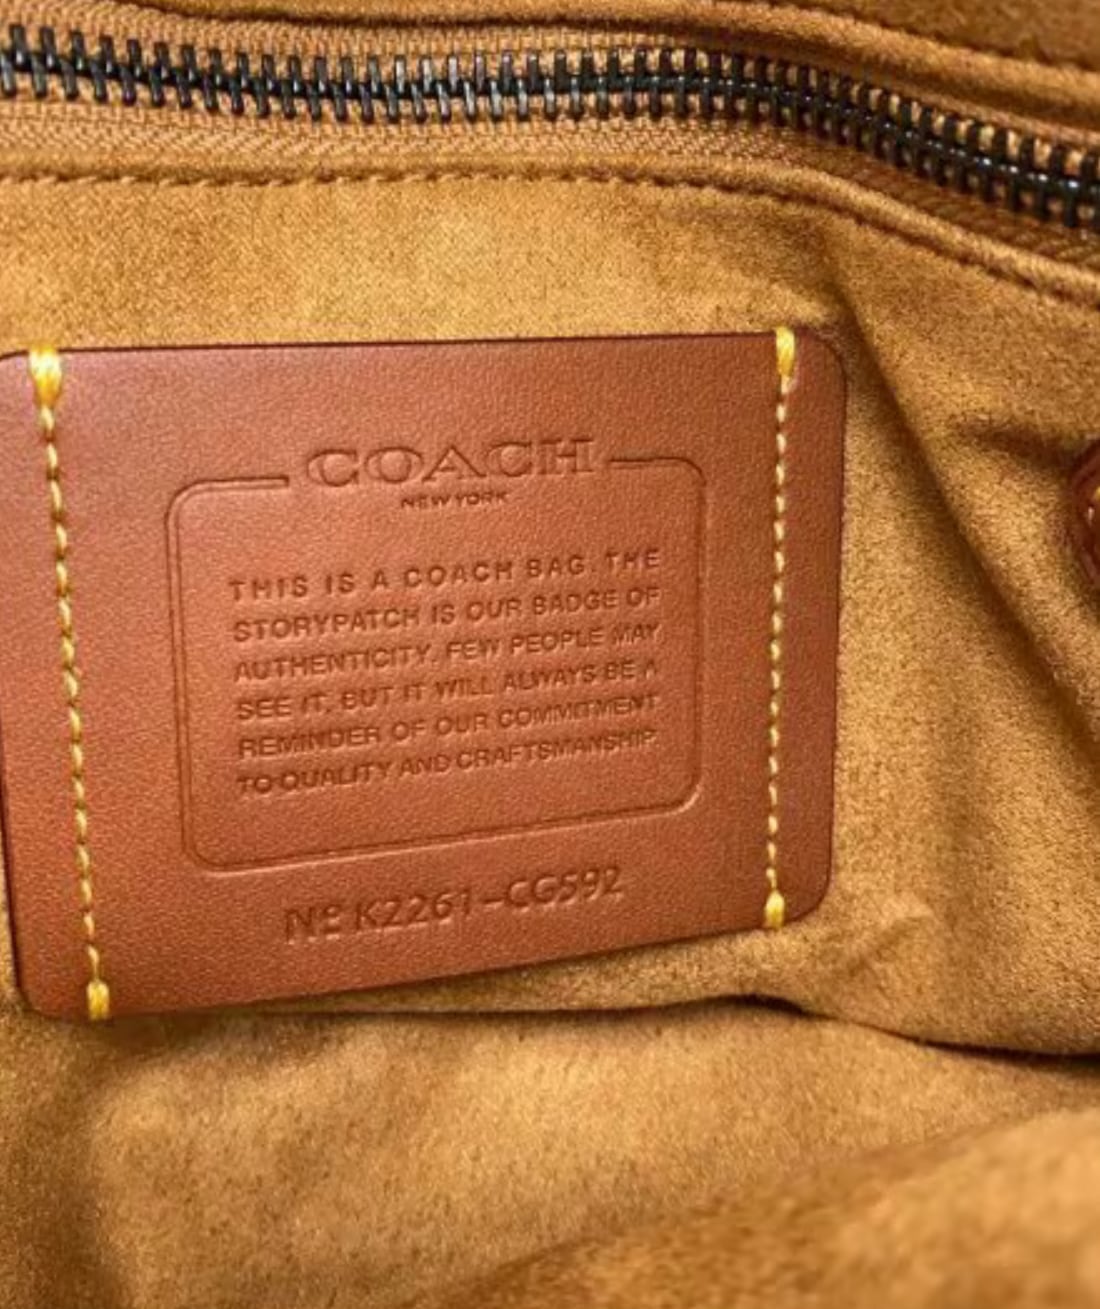 COACH
NEW YORK
THIS IS A COACH BAG. THE
STORYPATCH IS OUR BADGE OF
AUTHENTICITY. FEW PEOPLE MAY
SEE IT, BUT IT WILL ALWAYS BE A
REMINDER OF OUR COMMITMENT
TO QUALITY AND CRAFTSMANSHIP.
Nº K2261-CG592